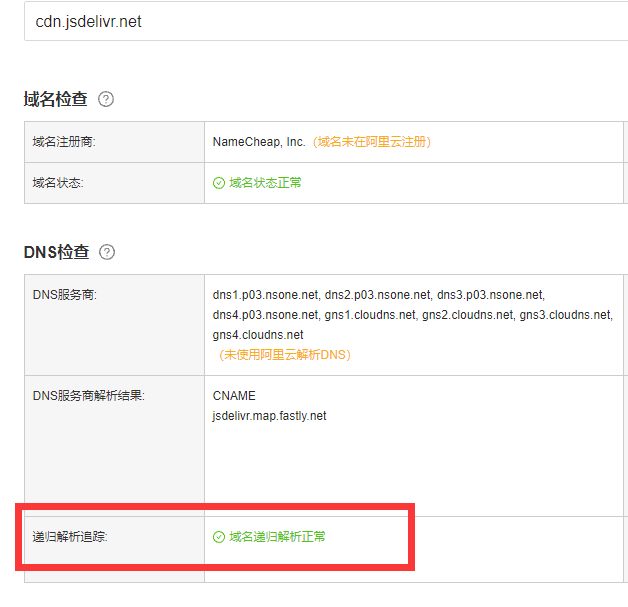 cdn.jsdelivr.net
域名检查 ?
域名注册商: NameCheap, Inc.（域名未在阿里云注册）
域名状态: 域名状态正常
DNS检查 ?
DNS服务商: dns1.p03.nsone.net, dns2.p03.nsone.net, dns3.p03.nsone.net,
dns4.p03.nsone.net, gns1.cloudns.net, gns2.cloudns.net, gns3.cloudns.net,
gns4.cloudns.net
（未使用阿里云解析DNS）
DNS服务商解析结果: CNAME
jsdelivr.map.fastly.net
递归解析追踪: 域名递归解析正常